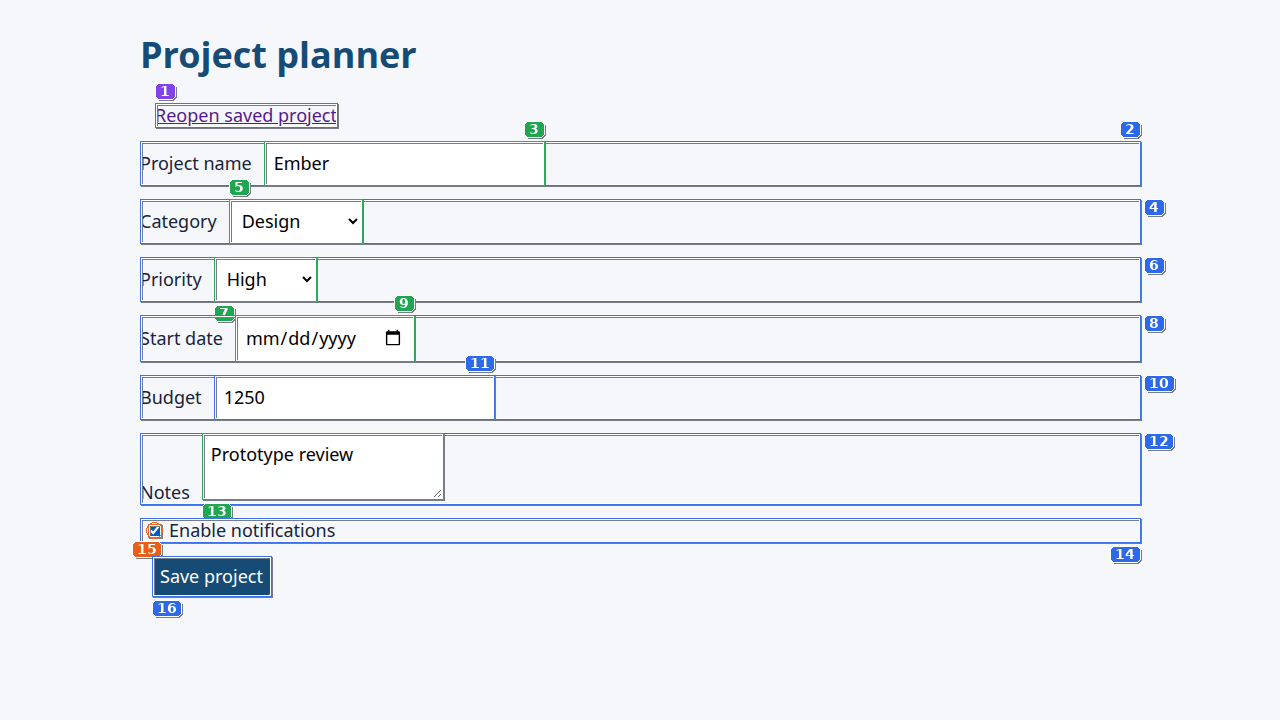 Project planner
1
Reopen saved project
3 2
Project name Ember
5
Category Design 4
Priority High 6
7 9
Start date mm/dd/yyyy 8
11
Budget 1250 10
Prototype review 12
Notes
13
Enable notifications
15 14
Save project
16